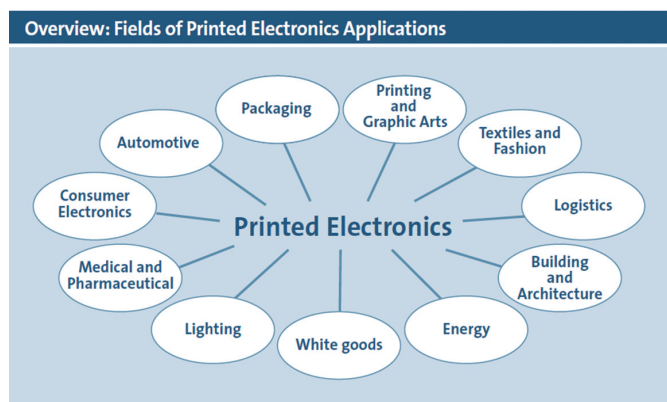 Overview: Fields of Printed Electronics Applications
Packaging
Printing
and
Graphic Arts
Automotive
Textiles and
Fashion
Consumer
Electronics
Logistics
Printed Electronics
Medical and
Pharmaceutical
Building
and
Architecture
Lighting
White goods
Energy